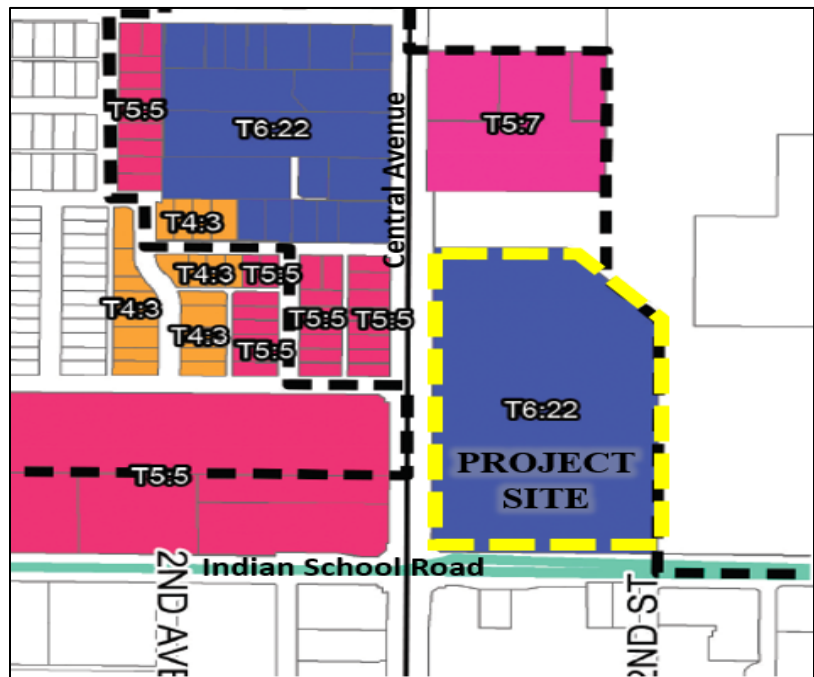 T5:5
T6:22
T5:7
Central Avenue
T4:3
T4:3
T5:5
T4:3
T5:5
T5:5
T4:3
T5:5
T6:22
PROJECT
SITE
T5:5
Indian School Road
2ND AVE
2ND ST